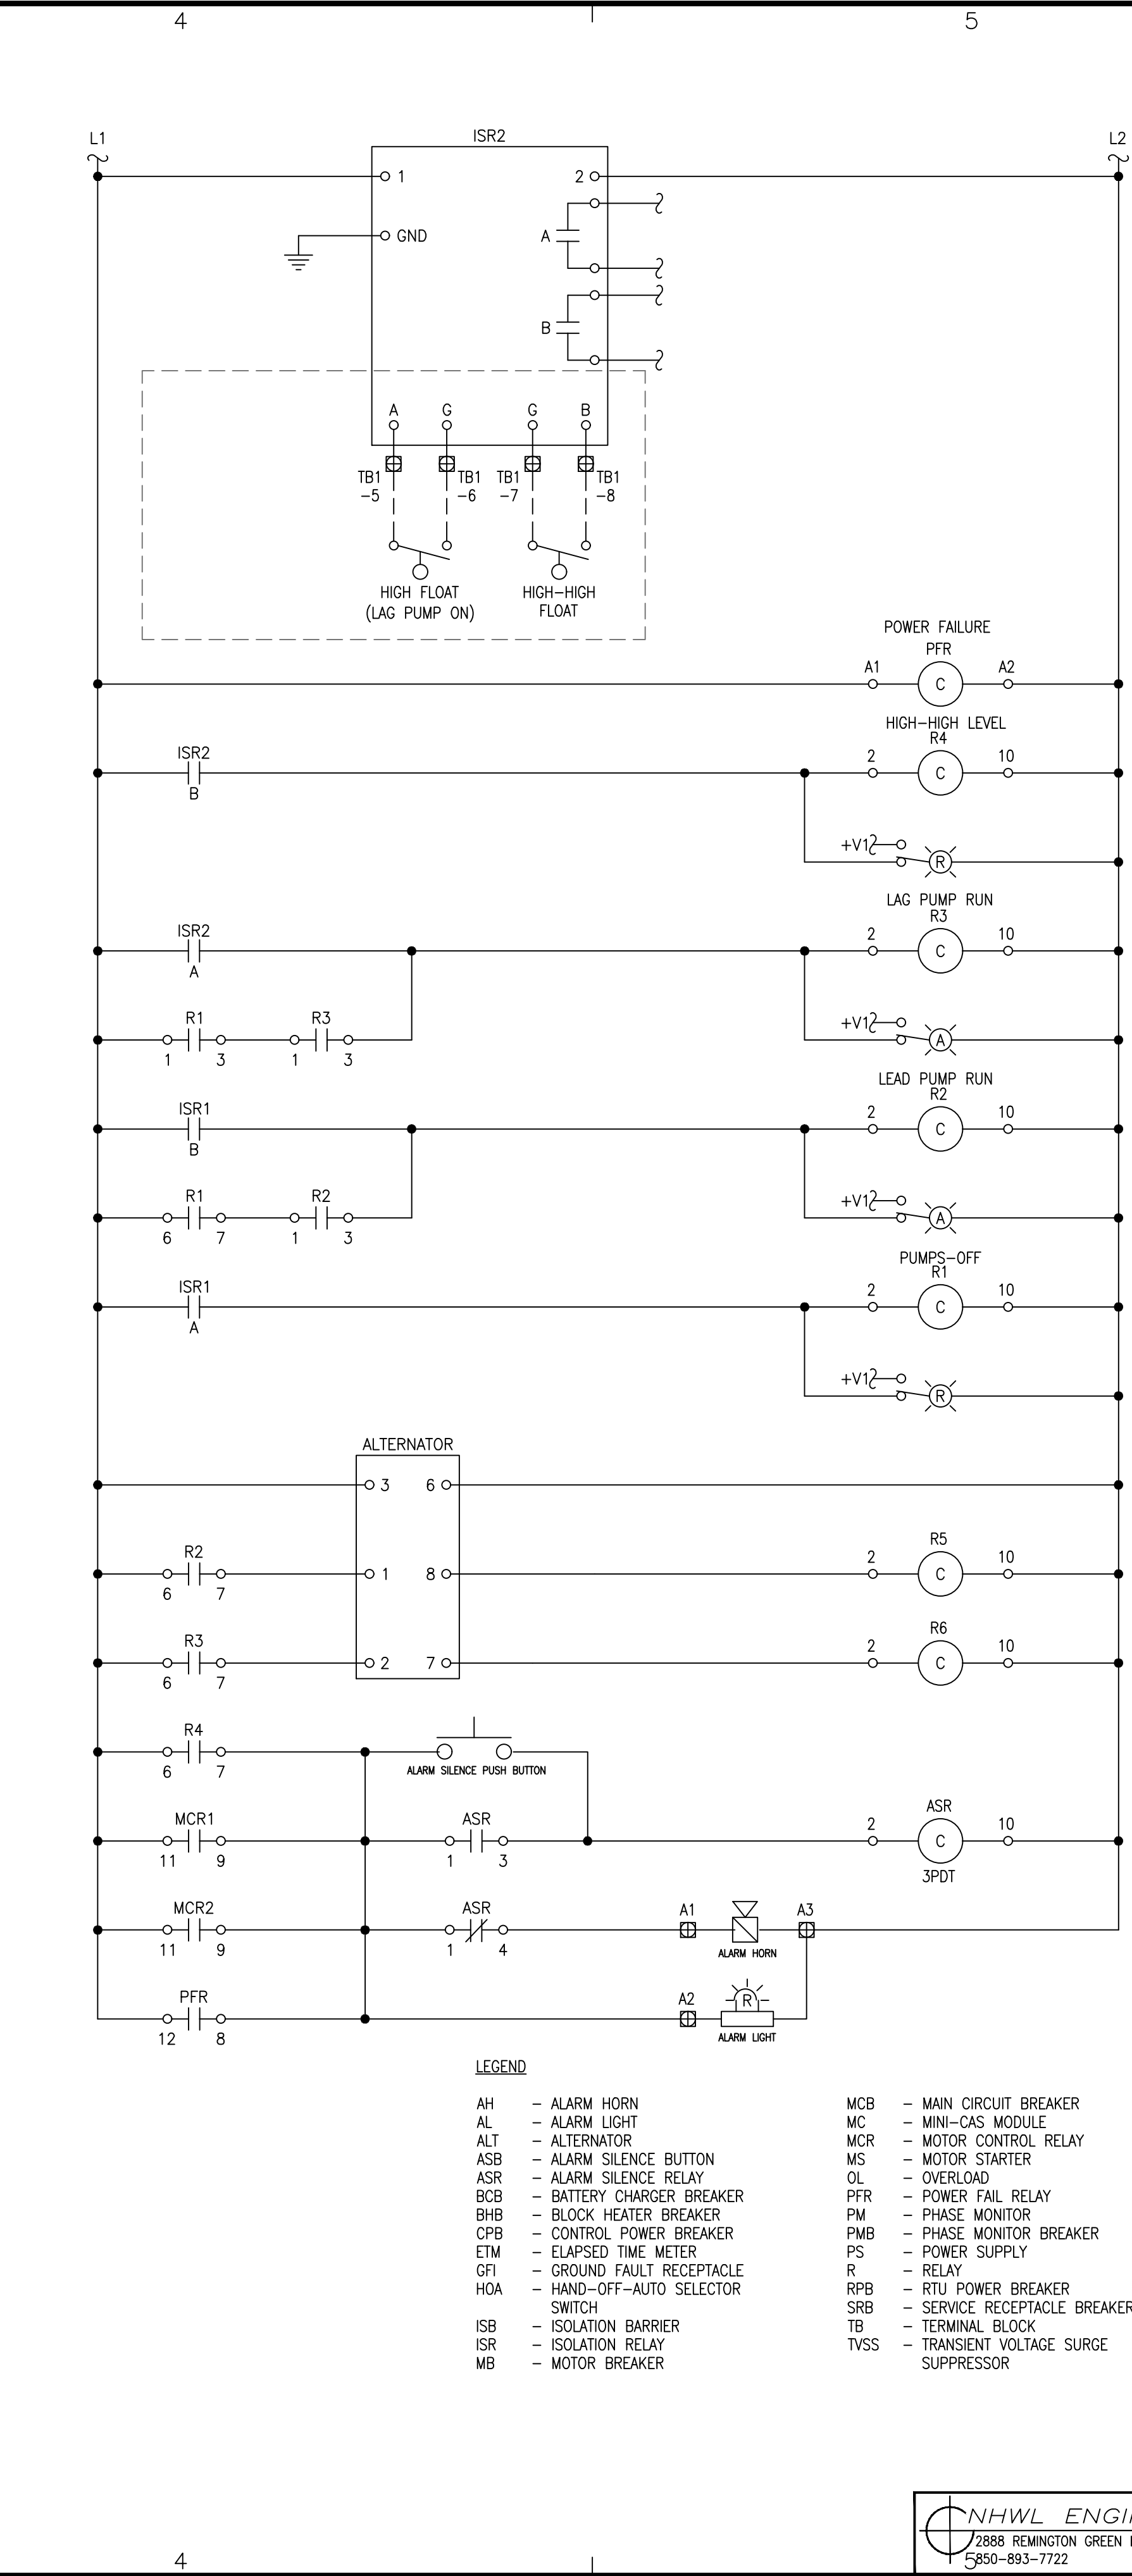 4 5
L1 ISR2 L2
1 2
GND A
B
A G G B
TB1 TB1 TB1 TB1
-5 -6 -7 -8
HIGH FLOAT HIGH-HIGH
(LAG PUMP ON) FLOAT
POWER FAILURE
PFR
A1 C A2
HIGH-HIGH LEVEL
R4
ISR2 2 C 10
B
+V1 R
LAG PUMP RUN
R3
ISR2 2 C 10
A
R1 R3 +V1 A
1 3 1 3
LEAD PUMP RUN
R2
ISR1 2 C 10
B
R1 R2 +V1 A
6 7 1 3
PUMPS-OFF
R1
ISR1 2 C 10
A
+V1 R
ALTERNATOR
3 6
R2 R5
1 8 2 C 10
6 7
R3 R6
2 7 2 C 10
6 7
R4
6 7 ALARM SILENCE PUSH BUTTON
MCR1 ASR ASR
2 C 10
11 9 1 3 3PDT
MCR2 ASR A1 A3
11 9 1 4 ALARM HORN
PFR A2 R
12 8 ALARM LIGHT
LEGEND
AH - ALARM HORN
AL - ALARM LIGHT
ALT - ALTERNATOR
ASB - ALARM SILENCE BUTTON
ASR - ALARM SILENCE RELAY
BCB - BATTERY CHARGER BREAKER
BHB - BLOCK HEATER BREAKER
CPB - CONTROL POWER BREAKER
ETM - ELAPSED TIME METER
GFI - GROUND FAULT RECEPTACLE
HOA - HAND-OFF-AUTO SELECTOR
SWITCH
ISB - ISOLATION BARRIER
ISR - ISOLATION RELAY
MB - MOTOR BREAKER
MCB - MAIN CIRCUIT BREAKER
MC - MINI-CAS MODULE
MCR - MOTOR CONTROL RELAY
MS - MOTOR STARTER
OL - OVERLOAD
PFR - POWER FAIL RELAY
PM - PHASE MONITOR
PMB - PHASE MONITOR BREAKER
PS - POWER SUPPLY
R - RELAY
RPB - RTU POWER BREAKER
SRB - SERVICE RECEPTACLE BREAKER
TB - TERMINAL BLOCK
TVSS - TRANSIENT VOLTAGE SURGE
SUPPRESSOR
NHWL ENGI
2888 REMINGTON GREEN
850-893-7722
4 5